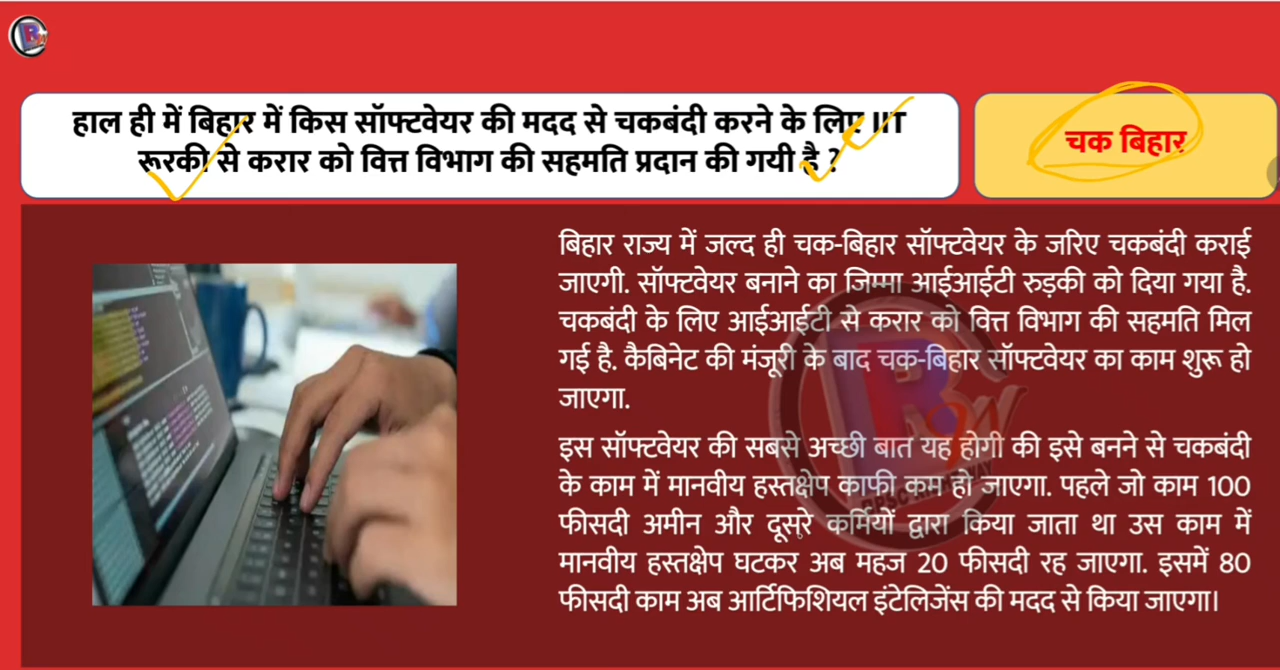 हाल ही में बिहार में किस सॉफ्टवेयर की मदद से चकबंदी करने के लिए IIT
रूरकी से करार को वित्त विभाग की सहमति प्रदान की गयी है ?
चक बिहार
बिहार राज्य में जल्द ही चक-बिहार सॉफ्टवेयर के जरिए चकबंदी कराई
जाएगी. सॉफ्टवेयर बनाने का जिम्मा आईआईटी रुड़की को दिया गया है.
चकबंदी के लिए आईआईटी से करार को वित्त विभाग की सहमति मिल
गई है. कैबिनेट की मंजूरी के बाद चक-बिहार सॉफ्टवेयर का काम शुरू हो
जाएगा.
इस सॉफ्टवेयर की सबसे अच्छी बात यह होगी की इसे बनने से चकबंदी
के काम में मानवीय हस्तक्षेप काफी कम हो जाएगा. पहले जो काम 100
फीसदी अमीन और दूसरे कर्मियों द्वारा किया जाता था उस काम में
मानवीय हस्तक्षेप घटकर अब महज 20 फीसदी रह जाएगा. इसमें 80
फीसदी काम अब आर्टिफिशियल इंटेलिजेंस की मदद से किया जाएगा।